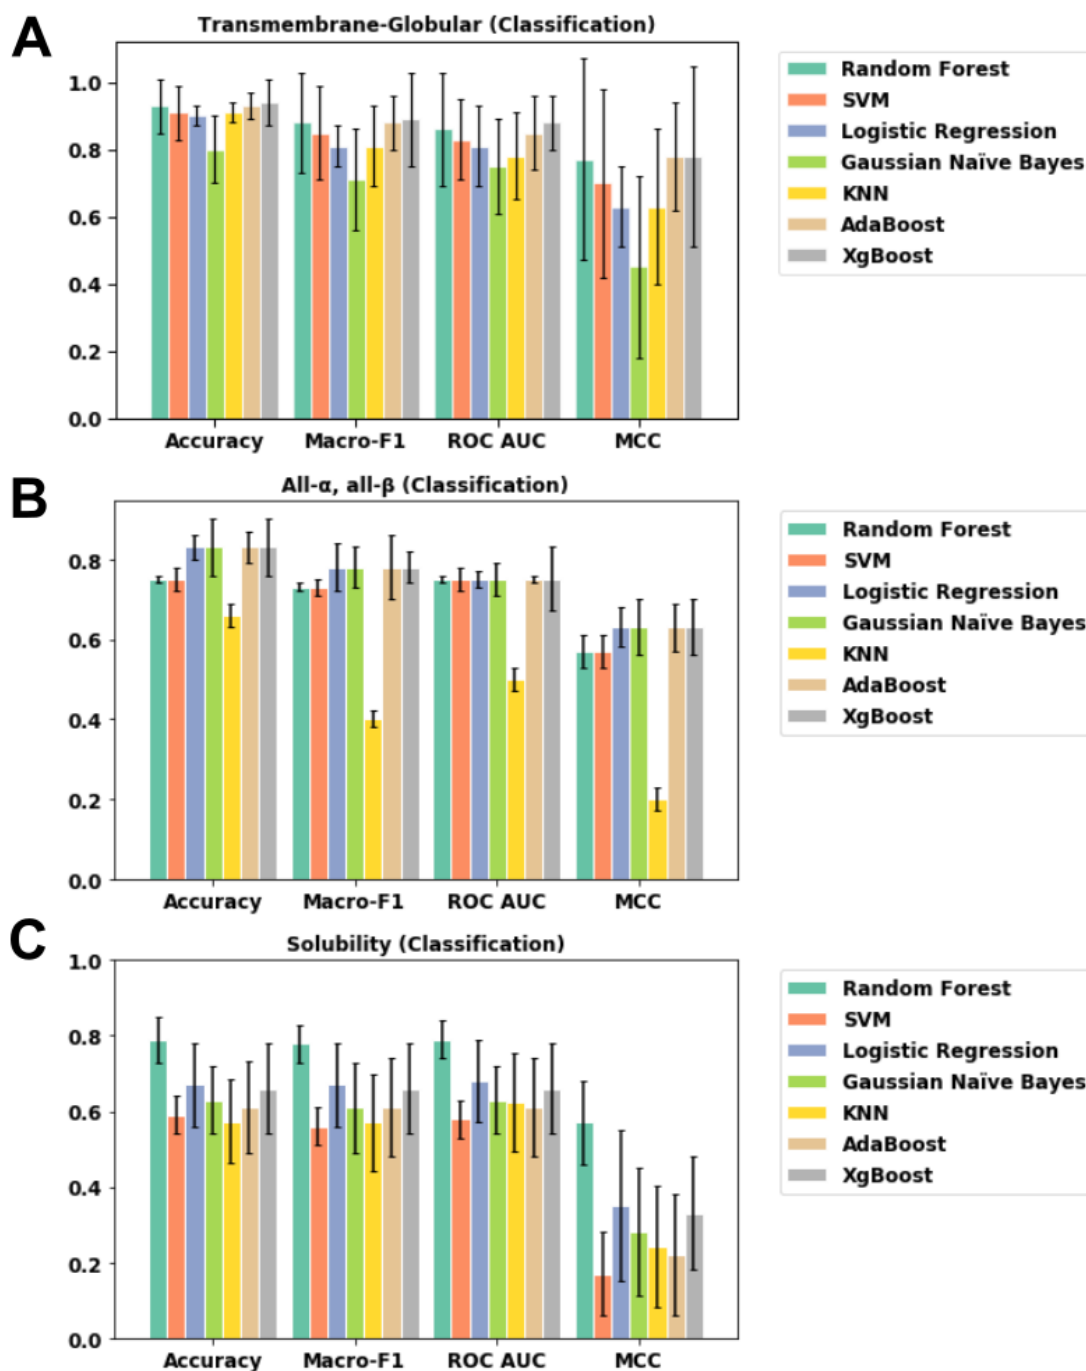 A
Transmembrane-Globular (Classification)
1.0
0.8
0.6
0.4
0.2
0.0
Accuracy
Macro-F1
ROC AUC
MCC
Random Forest
SVM
Logistic Regression
Gaussian Naïve Bayes
KNN
AdaBoost
XgBoost
B
All-α, all-β (Classification)
0.8
0.6
0.4
0.2
0.0
Accuracy
Macro-F1
ROC AUC
MCC
Random Forest
SVM
Logistic Regression
Gaussian Naïve Bayes
KNN
AdaBoost
XgBoost
C
Solubility (Classification)
1.0
0.8
0.6
0.4
0.2
0.0
Accuracy
Macro-F1
ROC AUC
MCC
Random Forest
SVM
Logistic Regression
Gaussian Naïve Bayes
KNN
AdaBoost
XgBoost